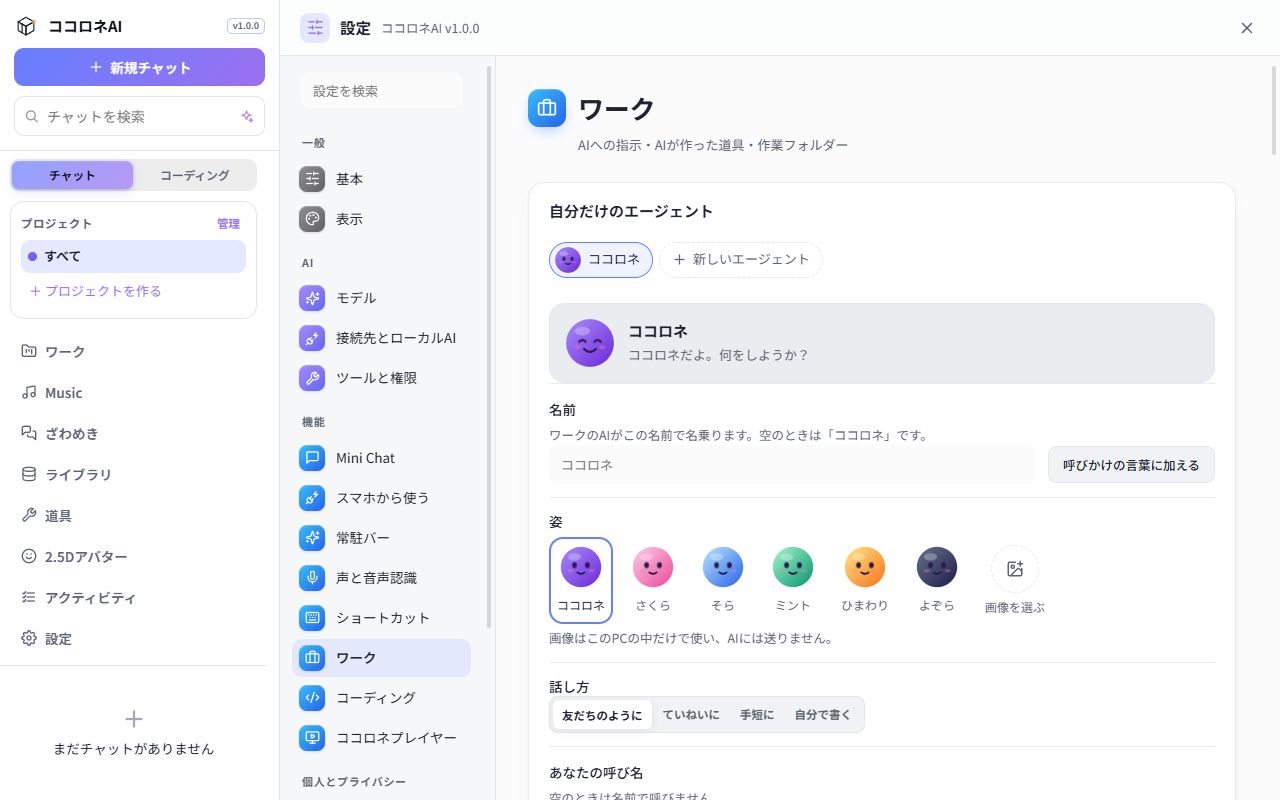 ココロネAI
v1.0.0
新規チャット
チャットを検索
チャット
コーディング
プロジェクト
管理
すべて
プロジェクトを作る
ワーク
Music
ざわめき
ライブラリ
道具
2.5Dアバター
アクティビティ
設定
まだチャットがありません
設定
ココロネAI v1.0.0
設定を検索
一般
基本
表示
AI
モデル
接続先とローカルAI
ツールと権限
機能
Mini Chat
スマホから使う
常駐バー
声と音声認識
ショートカット
ワーク
コーディング
ココロネプレイヤー
個人とプライバシー
ワーク
AIへの指示・AIが作った道具・作業フォルダー
自分だけのエージェント
ココロネ
新しいエージェント
ココロネ
ココロネだよ。何をしようか？
名前
ワークのAIがこの名前で名乗ります。空のときは「ココロネ」です。
ココロネ
呼びかけの言葉に加える
姿
ココロネ
さくら
そら
ミント
ひまわり
よぞら
画像を選ぶ
画像はこのPCの中だけで使い、AIには送りません。
話し方
友だちのように
ていねいに
手短に
自分で書く
あなたの呼び名
空のときは名前で呼びません